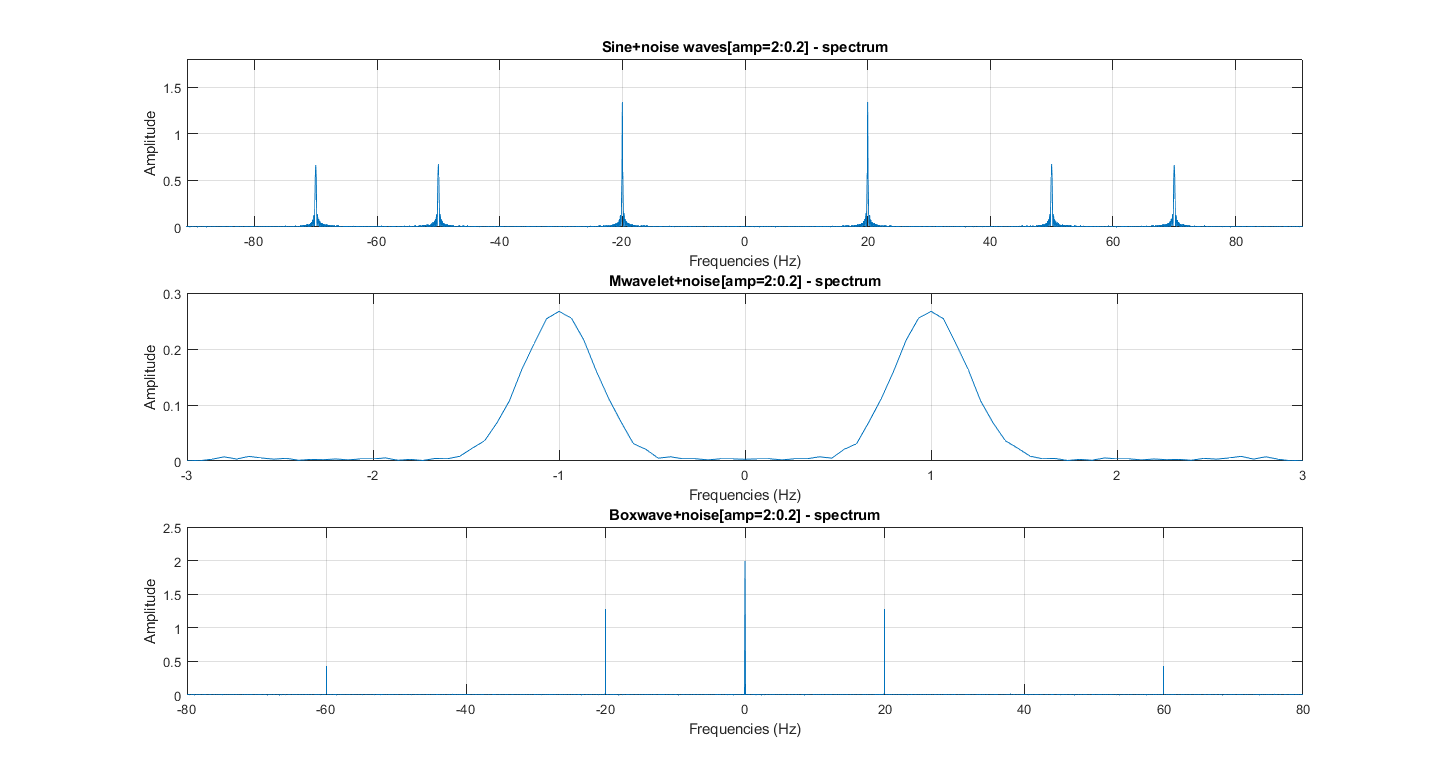 Sine+noise waves[amp=2:0.2] - spectrum
1.5
1
0.5
0
Amplitude
-80 -60 -40 -20 0 20 40 60 80
Frequencies (Hz)
Mwavelet+noise[amp=2:0.2] - spectrum
0.3
0.2
0.1
0
Amplitude
-3 -2 -1 0 1 2 3
Frequencies (Hz)
Boxwave+noise[amp=2:0.2] - spectrum
2.5
2
1.5
1
0.5
0
Amplitude
-80 -60 -40 -20 0 20 40 60 80
Frequencies (Hz)